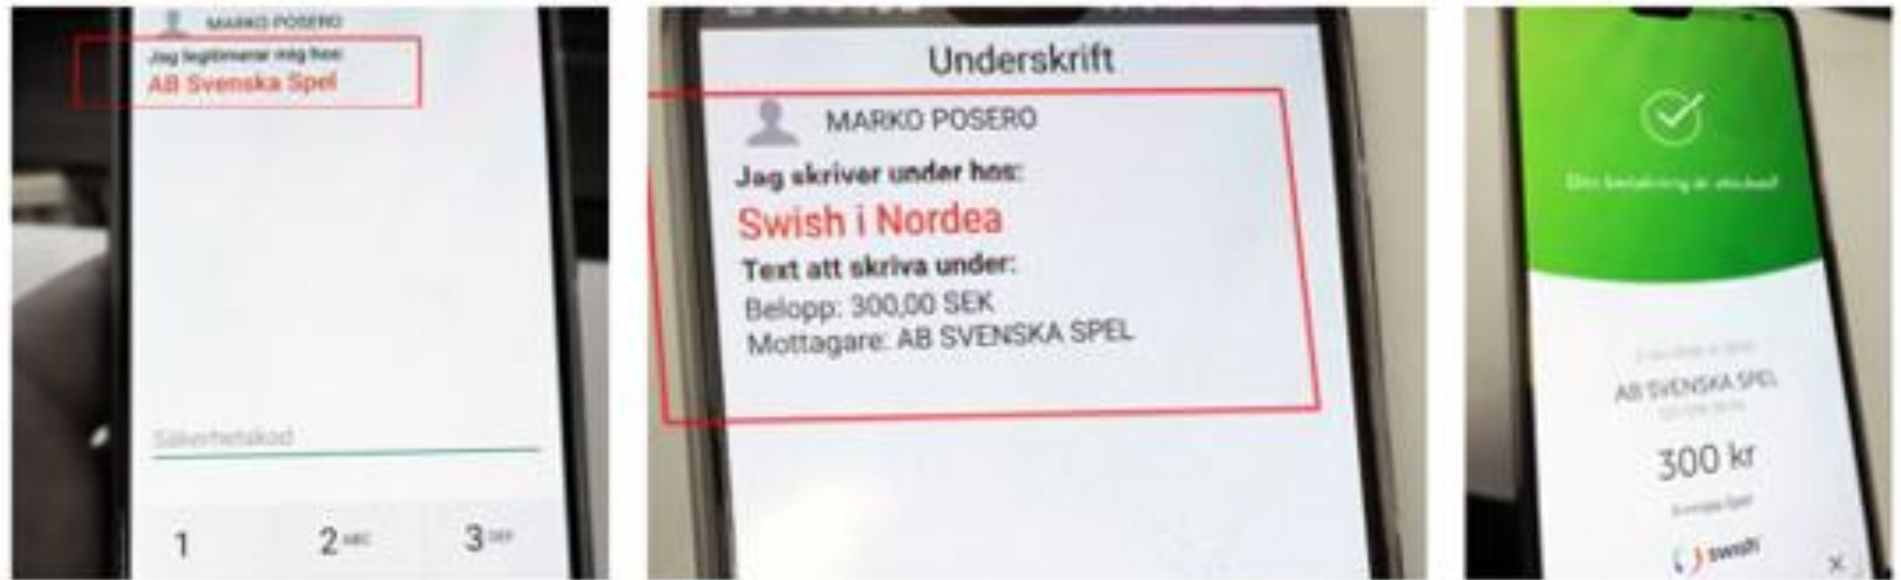 MARKO POSERO
Jag legitimerar mig hos:
AB Svenska Spel
Säkerhetskod
1
2 ABC
3 DEF
Underskrift
MARKO POSERO
Jag skriver under hos:
Swish i Nordea
Text att skriva under:
Belopp: 300,00 SEK
Mottagare: AB SVENSKA SPEL
Din betalning är skickad!
AB SVENSKA SPEL
300 kr
Svenska Spel
swish